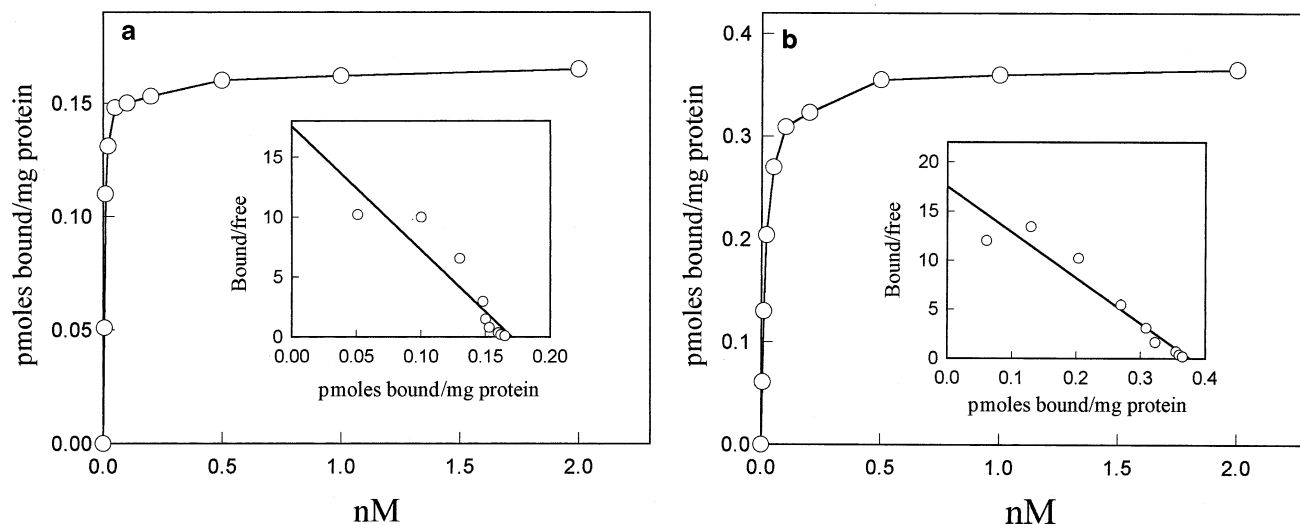 a
pmoles bound/mg protein
0.15
0.10
0.05
0.00
0.0 0.5 1.0 1.5 2.0
nM
Bound/free
15
10
5
0
0.00 0.05 0.10 0.15 0.20
pmoles bound/mg protein
b
pmoles bound/mg protein
0.4
0.3
0.2
0.1
0.0
0.0 0.5 1.0 1.5 2.0
nM
Bound/free
20
15
10
5
0
0.0 0.1 0.2 0.3 0.4
pmoles bound/mg protein